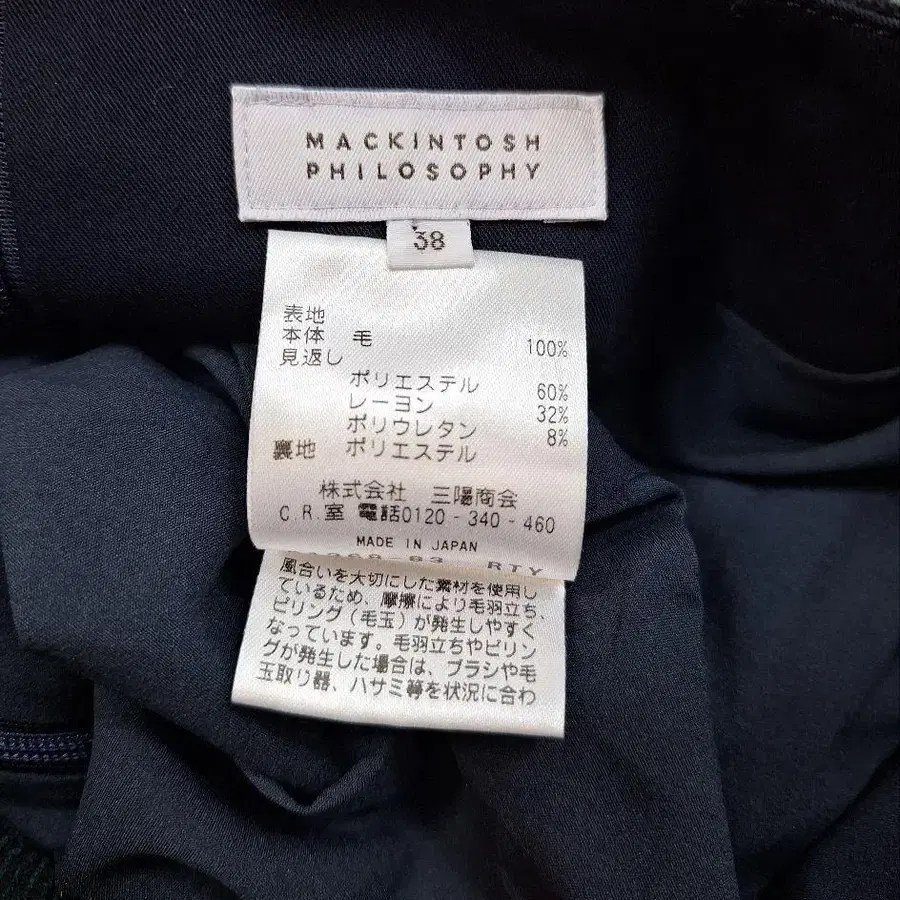 MACKINTOSH
PHILOSOPHY
38
表地
本体 毛 100%
見返し
ポリエステル 60%
レーヨン 32%
ポリウレタン 8%
裏地 ポリエステル
株式会社 三陽商会
C.R.室 電話0120-340-460
MADE IN JAPAN
RTY
風合いを大切にした素材を使用し
ているため、摩擦により毛羽立ち、
ピリング(毛玉)が発生しやすく
なっています。毛羽立ちやピリン
グが発生した場合は、ブラシや毛
玉取り器、ハサミ等を状況に合わ